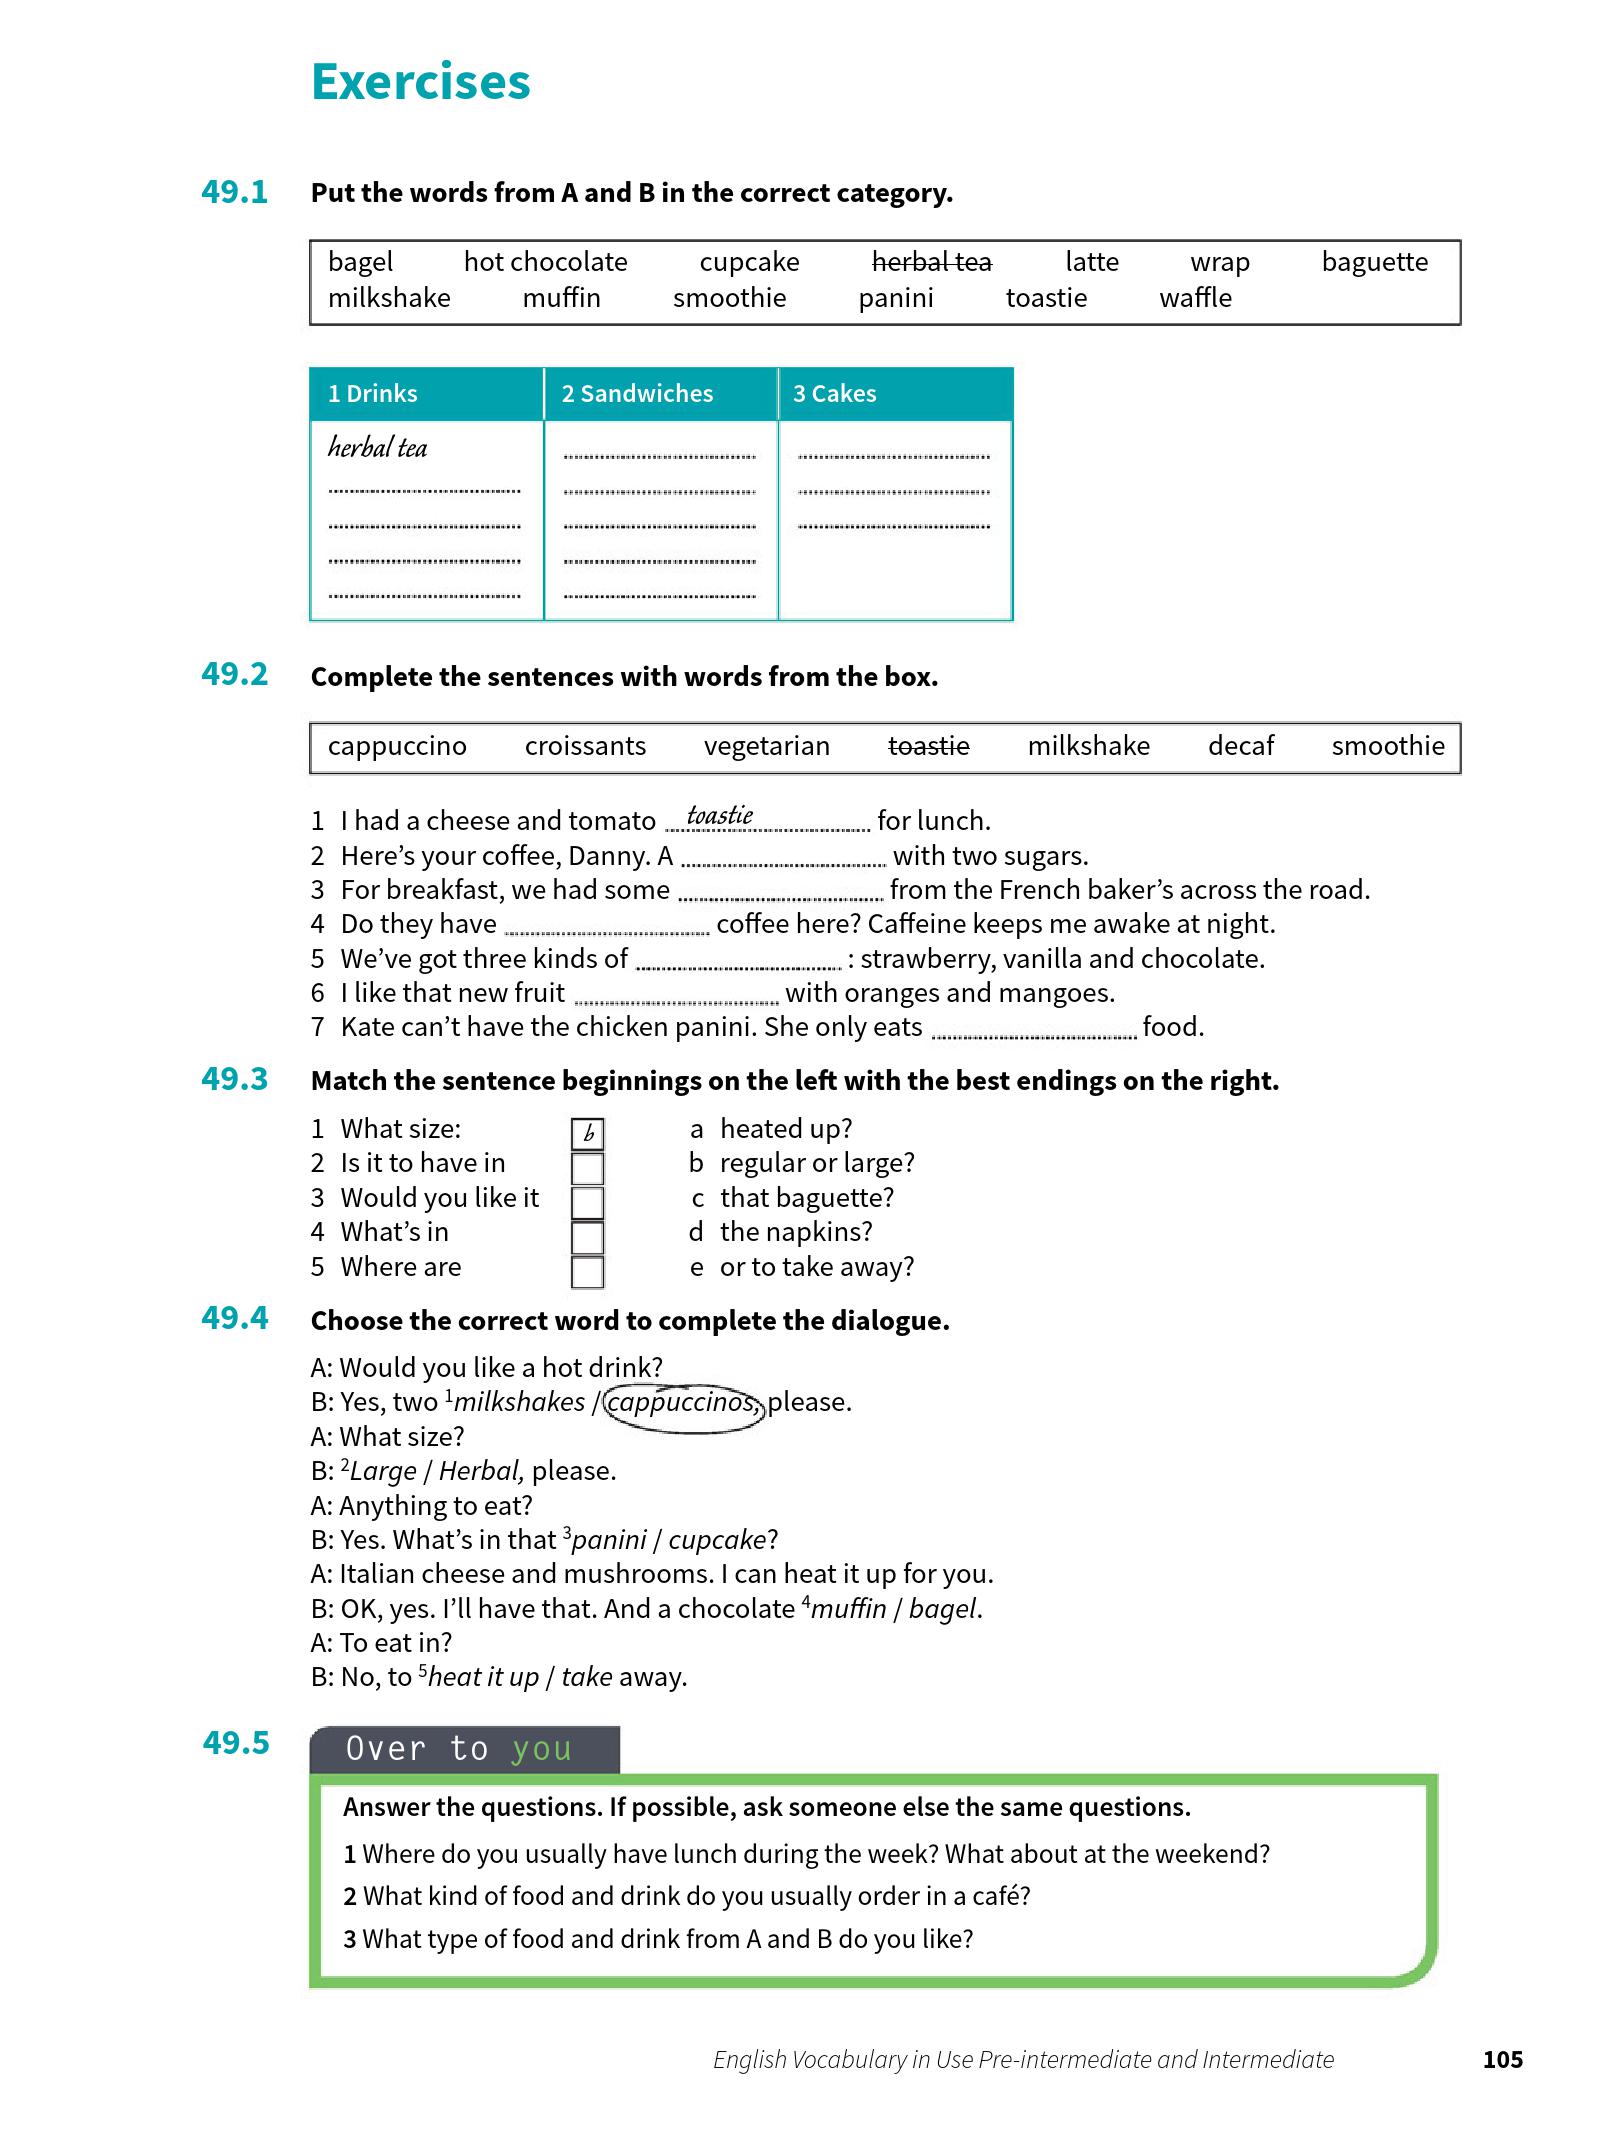 Exercises
49.1 Put the words from A and B in the correct category.
bagel hot chocolate cupcake herbal tea latte wrap baguette
milkshake muffin smoothie panini toastie waffle
1 Drinks 2 Sandwiches 3 Cakes
herbal tea
49.2 Complete the sentences with words from the box.
cappuccino croissants vegetarian toastie milkshake decaf smoothie
1 I had a cheese and tomato toastie for lunch.
2 Here's your coffee, Danny. A with two sugars.
3 For breakfast, we had some from the French baker's across the road.
4 Do they have coffee here? Caffeine keeps me awake at night.
5 We've got three kinds of : strawberry, vanilla and chocolate.
6 I like that new fruit with oranges and mangoes.
7 Kate can't have the chicken panini. She only eats food.
49.3 Match the sentence beginnings on the left with the best endings on the right.
1 What size: b a heated up?
2 Is it to have in b regular or large?
3 Would you like it c that baguette?
4 What's in d the napkins?
5 Where are e or to take away?
49.4 Choose the correct word to complete the dialogue.
A: Would you like a hot drink?
B: Yes, two 1milkshakes / cappuccinos, please.
A: What size?
B: 2Large / Herbal, please.
A: Anything to eat?
B: Yes. What's in that 3panini / cupcake?
A: Italian cheese and mushrooms. I can heat it up for you.
B: OK, yes. I'll have that. And a chocolate 4muffin / bagel.
A: To eat in?
B: No, to 5heat it up / take away.
49.5 Over to you
Answer the questions. If possible, ask someone else the same questions.
1 Where do you usually have lunch during the week? What about at the weekend?
2 What kind of food and drink do you usually order in a café?
3 What type of food and drink from A and B do you like?
English Vocabulary in Use Pre-intermediate and Intermediate 105